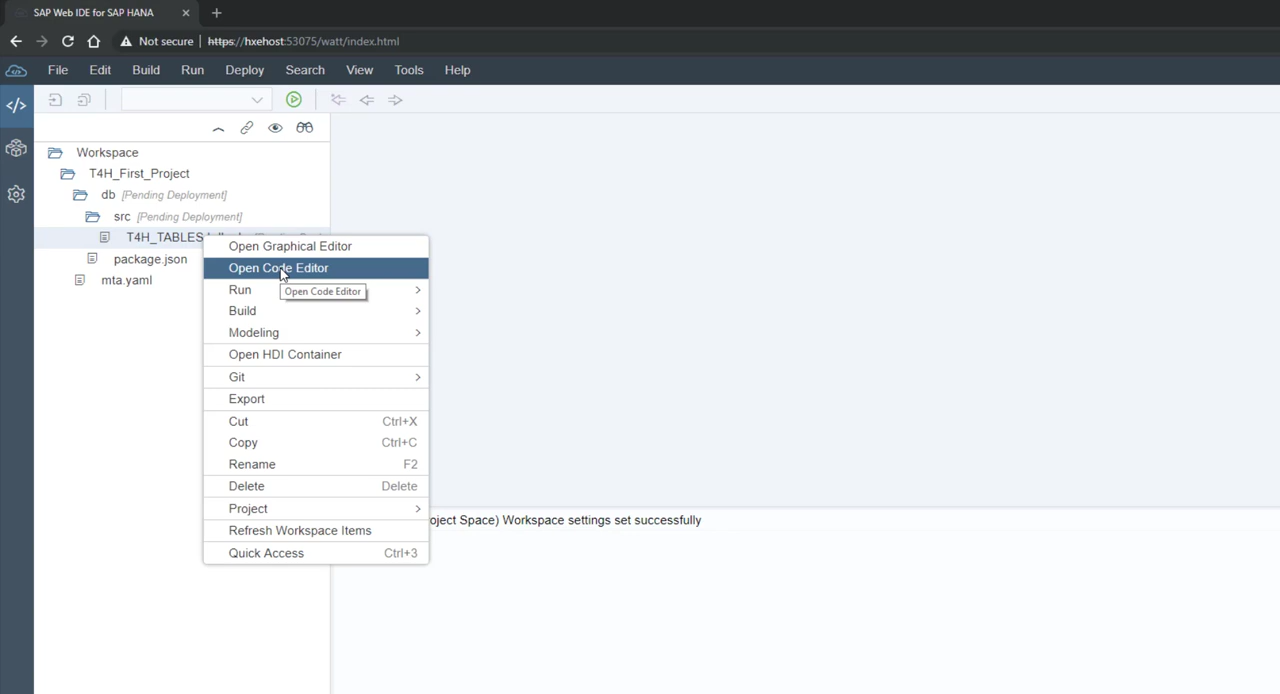 SAP Web IDE for SAP HANA
Not secure | https://hxehost:53075/watt/index.html
File Edit Build Run Deploy Search View Tools Help
Workspace
T4H_First_Project
db [Pending Deployment]
src [Pending Deployment]
T4H_TABLES
package.json
mta.yaml
Open Graphical Editor
Open Code Editor
Run
Open Code Editor
Build
Modeling
Open HDI Container
Git
Export
Cut Ctrl+X
Copy Ctrl+C
Rename F2
Delete Delete
Project
Refresh Workspace Items
Quick Access Ctrl+3
oject Space) Workspace settings set successfully